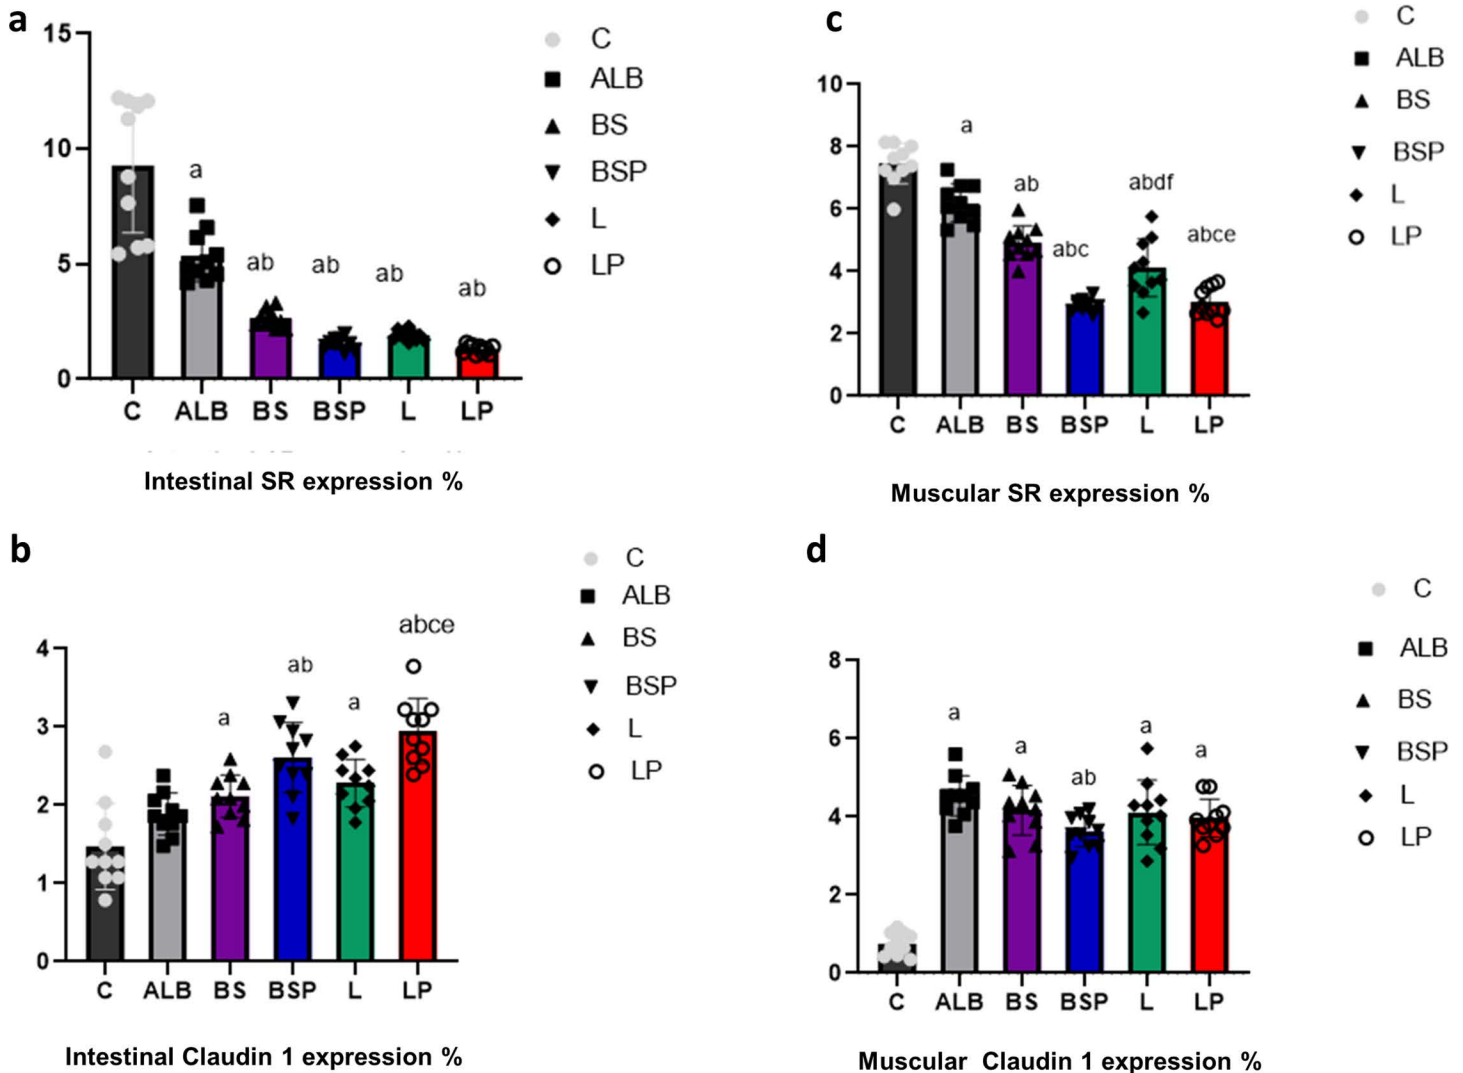 a
15
10
5
0
a
ab
ab
ab
ab
C
ALB
BS
BSP
L
LP
C ALB BS BSP L LP
Intestinal SR expression %
c
10
8
6
4
2
0
a
ab
abc
abdf
abce
C
ALB
BS
BSP
L
LP
C ALB BS BSP L LP
Muscular SR expression %
b
4
3
2
1
0
a
ab
a
abce
C
ALB
BS
BSP
L
LP
C ALB BS BSP L LP
Intestinal Claudin 1 expression %
d
8
6
4
2
0
a
a
ab
a
a
C
ALB
BS
BSP
L
LP
C ALB BS BSP L LP
Muscular Claudin 1 expression %